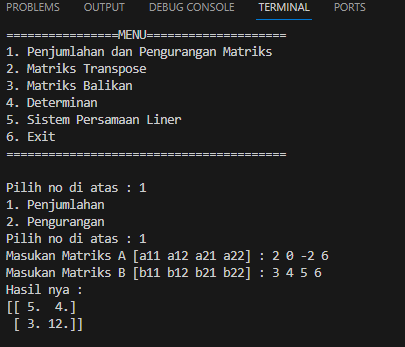 PROBLEMS OUTPUT DEBUG CONSOLE TERMINAL PORTS
================MENU====================
1. Penjumlahan dan Pengurangan Matriks
2. Matriks Transpose
3. Matriks Balikan
4. Determinan
5. Sistem Persamaan Liner
6. Exit
========================================
Pilih no di atas : 1
1. Penjumlahan
2. Pengurangan
Pilih no di atas : 1
Masukan Matriks A [a11 a12 a21 a22] : 2 0 -2 6
Masukan Matriks B [b11 b12 b21 b22] : 3 4 5 6
Hasil nya :
[[ 5.  4.]
 [ 3. 12.]]